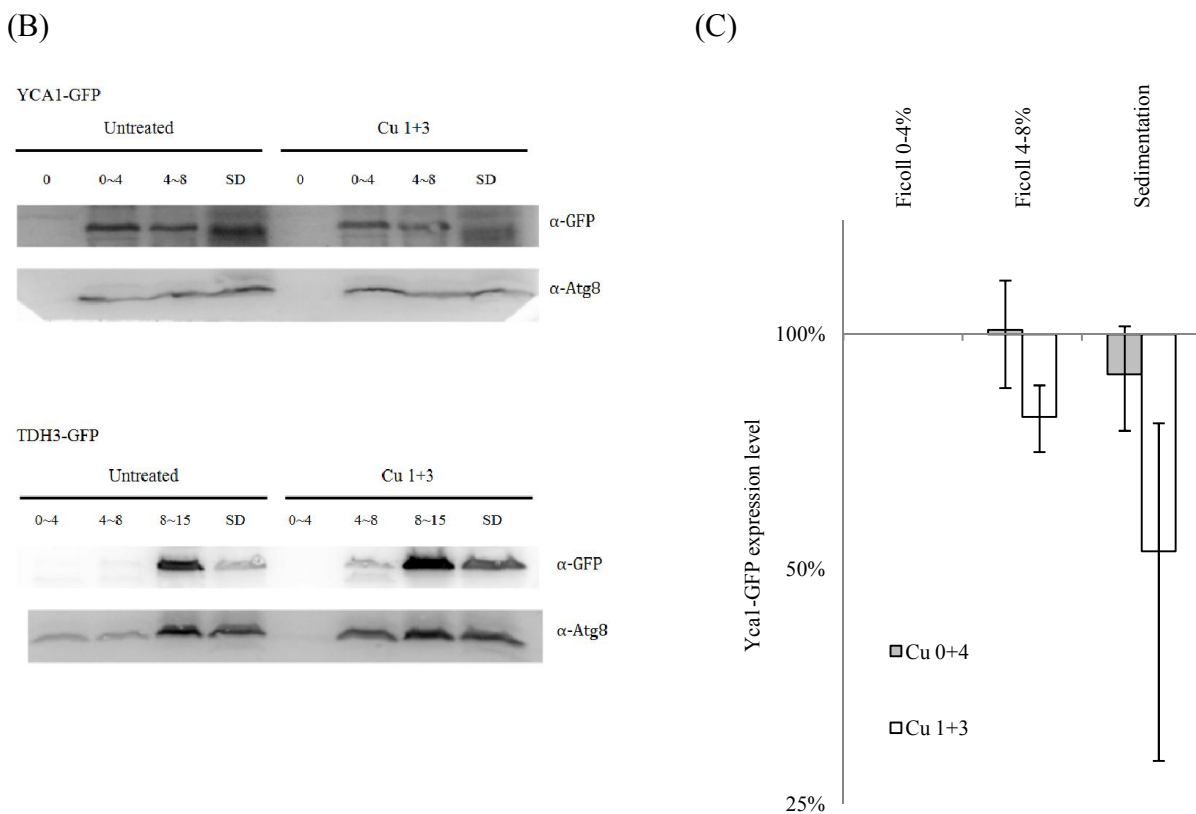 (B)
YCA1-GFP
Untreated Cu 1+3
0 0~4 4~8 SD 0 0~4 4~8 SD
α-GFP
α-Atg8
TDH3-GFP
Untreated Cu 1+3
0~4 4~8 8~15 SD 0~4 4~8 8~15 SD
α-GFP
α-Atg8
(C)
Ficoll 0-4%
Ficoll 4-8%
Sedimentation
100%
50%
25%
Yca1-GFP expression level
Cu 0+4
Cu 1+3